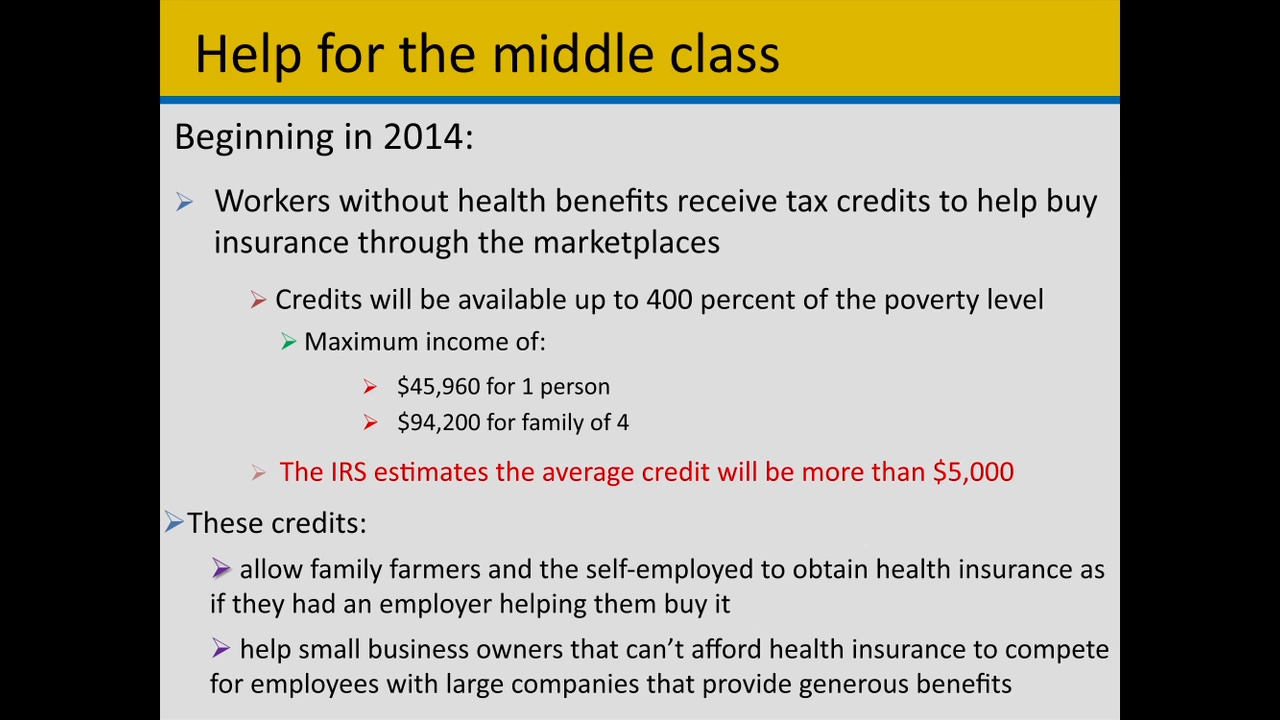 Help for the middle class
Beginning in 2014:
Workers without health benefits receive tax credits to help buy
insurance through the marketplaces
Credits will be available up to 400 percent of the poverty level
Maximum income of:
$45,960 for 1 person
$94,200 for family of 4
The IRS estimates the average credit will be more than $5,000
These credits:
allow family farmers and the self-employed to obtain health insurance as
if they had an employer helping them buy it
help small business owners that can’t afford health insurance to compete
for employees with large companies that provide generous benefits